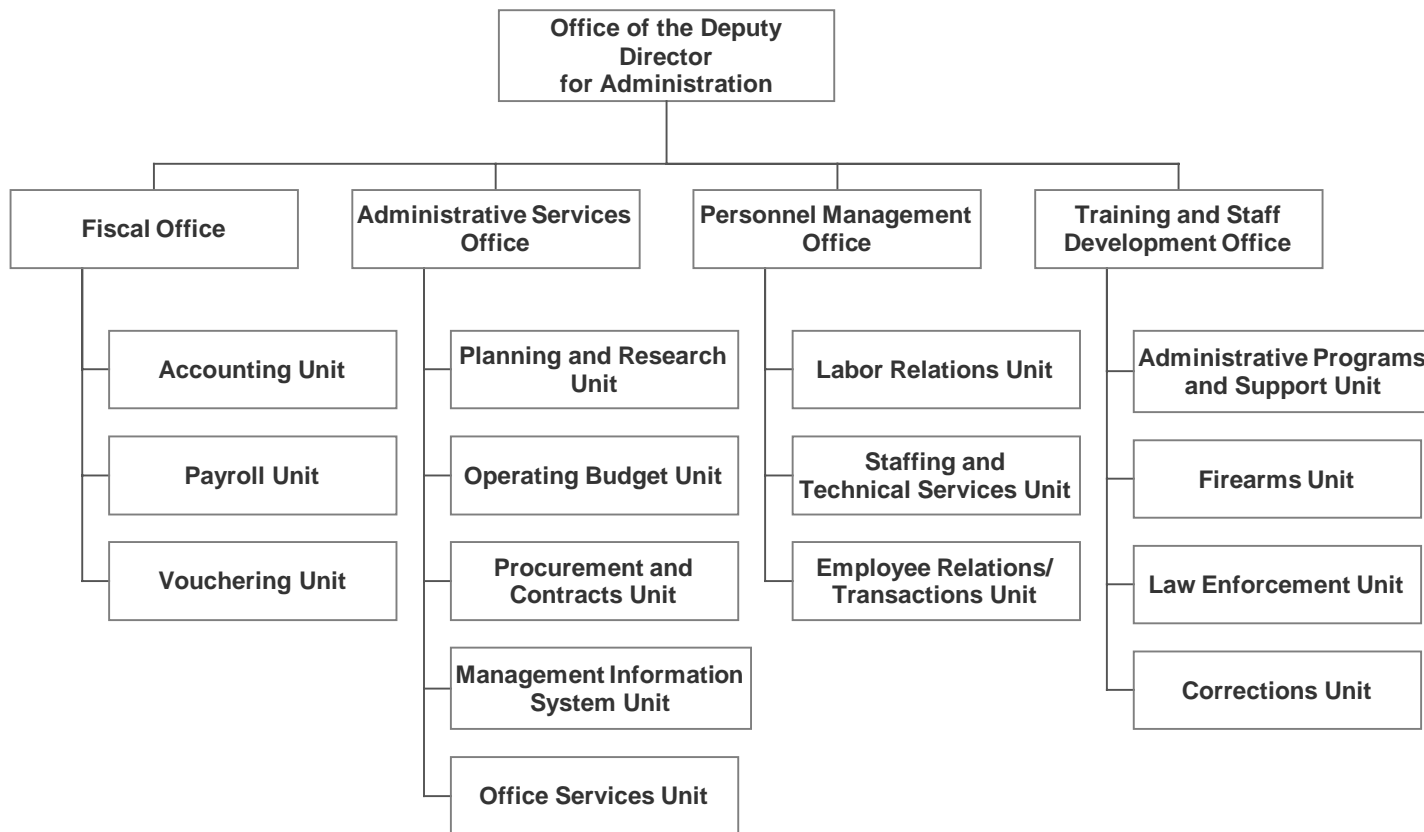 Office of the Deputy
Director
for Administration
Fiscal Office
Administrative Services
Office
Personnel Management
Office
Training and Staff
Development Office
Accounting Unit
Payroll Unit
Vouchering Unit
Planning and Research
Unit
Operating Budget Unit
Procurement and
Contracts Unit
Management Information
System Unit
Office Services Unit
Labor Relations Unit
Staffing and
Technical Services Unit
Employee Relations/
Transactions Unit
Administrative Programs
and Support Unit
Firearms Unit
Law Enforcement Unit
Corrections Unit